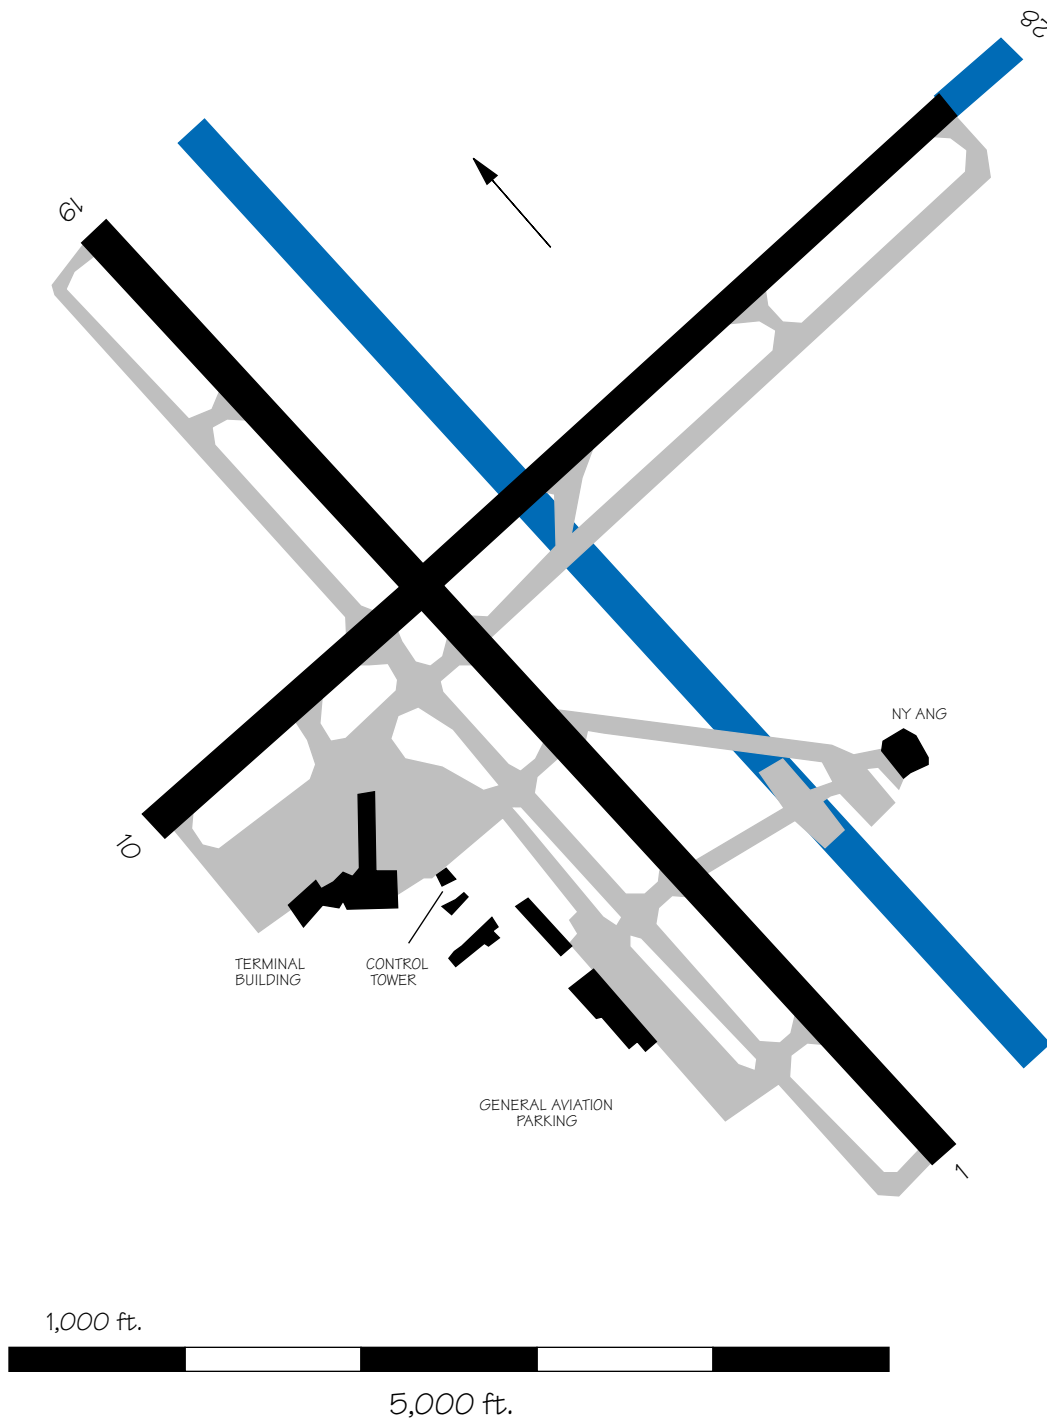 28
19
NY ANG
10
TERMINAL
BUILDING
CONTROL
TOWER
GENERAL AVIATION
PARKING
1
1,000 ft.
5,000 ft.